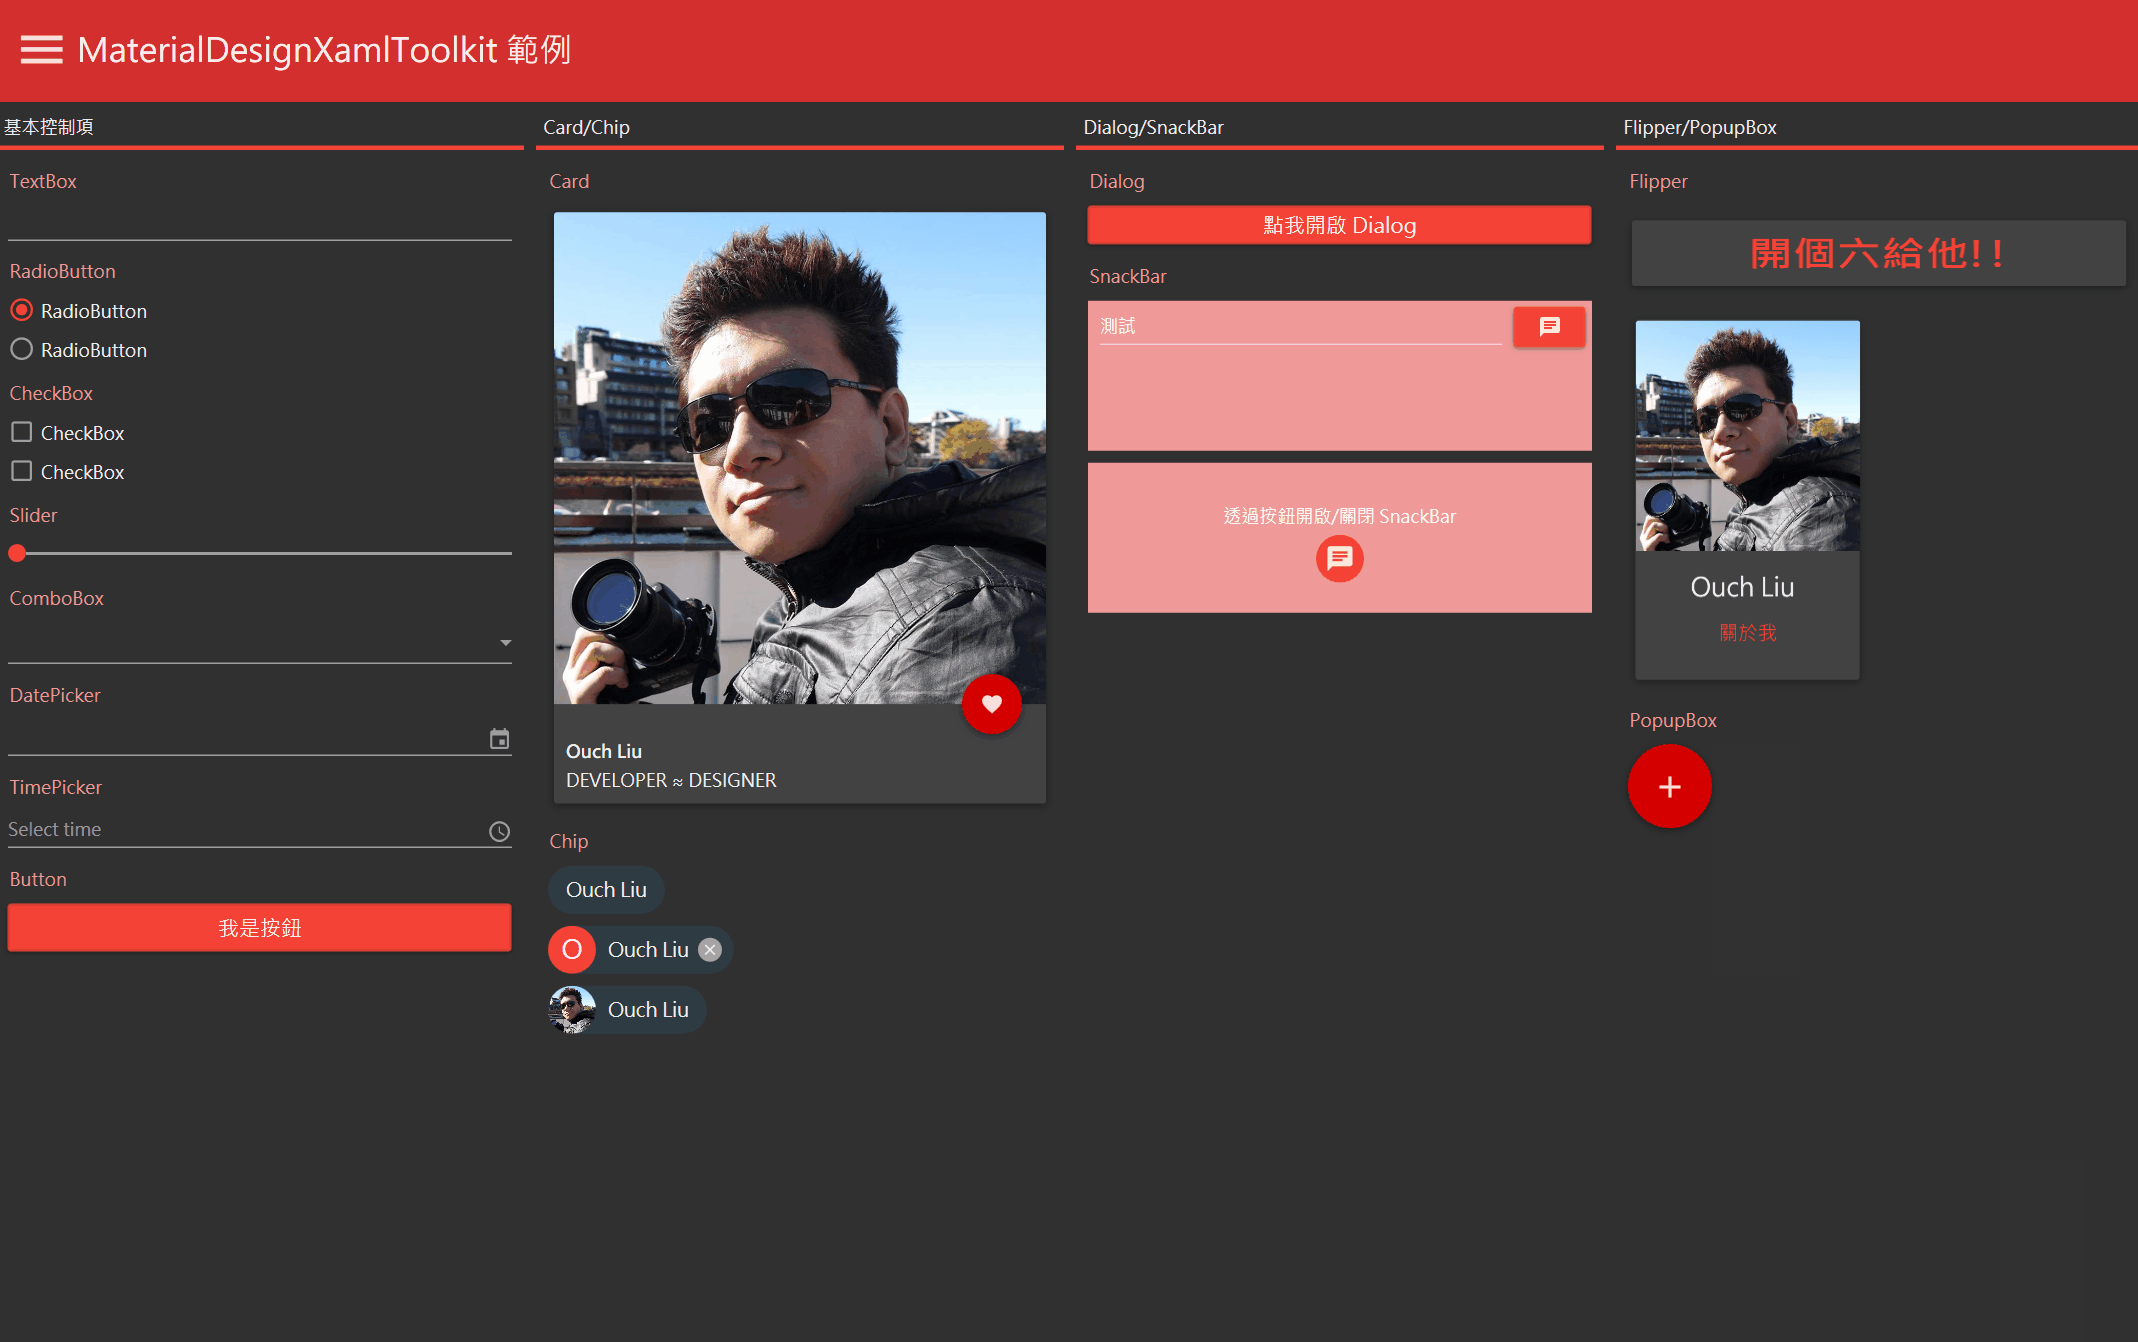 MaterialDesignXamlToolkit 範例
基本控制項
TextBox
RadioButton
RadioButton
RadioButton
CheckBox
CheckBox
CheckBox
Slider
ComboBox
DatePicker
TimePicker
Select time
Button
我是按鈕
Card/Chip
Card
Ouch Liu
DEVELOPER ≈ DESIGNER
Chip
Ouch Liu
O Ouch Liu
Ouch Liu
Dialog/SnackBar
Dialog
點我開啟 Dialog
SnackBar
測試
透過按鈕開啟/關閉 SnackBar
Flipper/PopupBox
Flipper
開個六給他!!
Ouch Liu
關於我
PopupBox